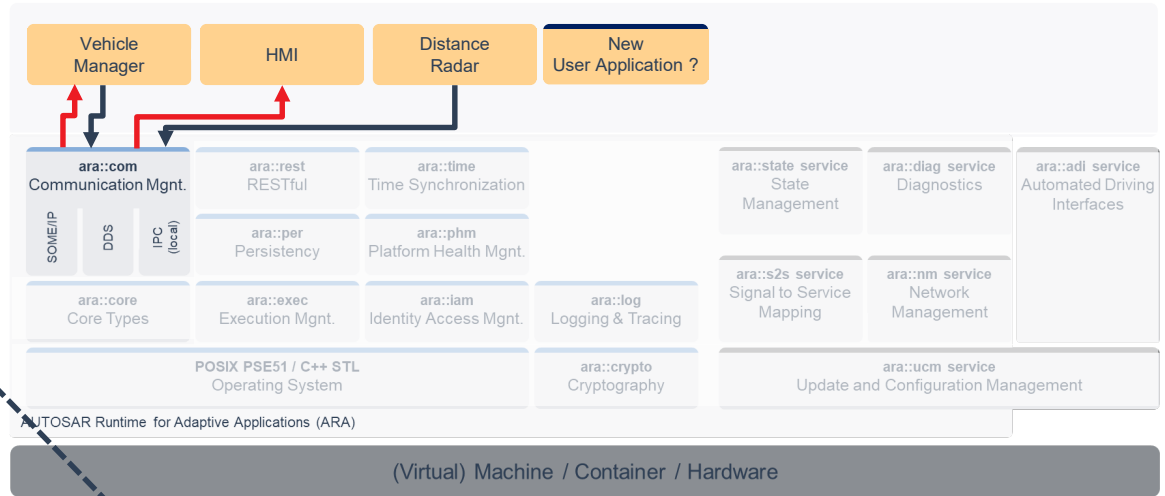 Vehicle
Manager
HMI
Distance
Radar
New
User Application ?
ara::com
Communication Mgnt.
SOME/IP
DDS
IPC
(local)
ara::rest
RESTful
ara::time
Time Synchronization
ara::per
Persistency
ara::phm
Platform Health Mgnt.
ara::core
Core Types
ara::exec
Execution Mgnt.
ara::iam
Identity Access Mgnt.
ara::log
Logging & Tracing
ara::state service
State
Management
ara::diag service
Diagnostics
ara::adi service
Automated Driving
Interfaces
ara::s2s service
Signal to Service
Mapping
ara::nm service
Network
Management
POSIX PSE51 / C++ STL
Operating System
ara::crypto
Cryptography
ara::ucm service
Update and Configuration Management
AUTOSAR Runtime for Adaptive Applications (ARA)
(Virtual) Machine / Container / Hardware